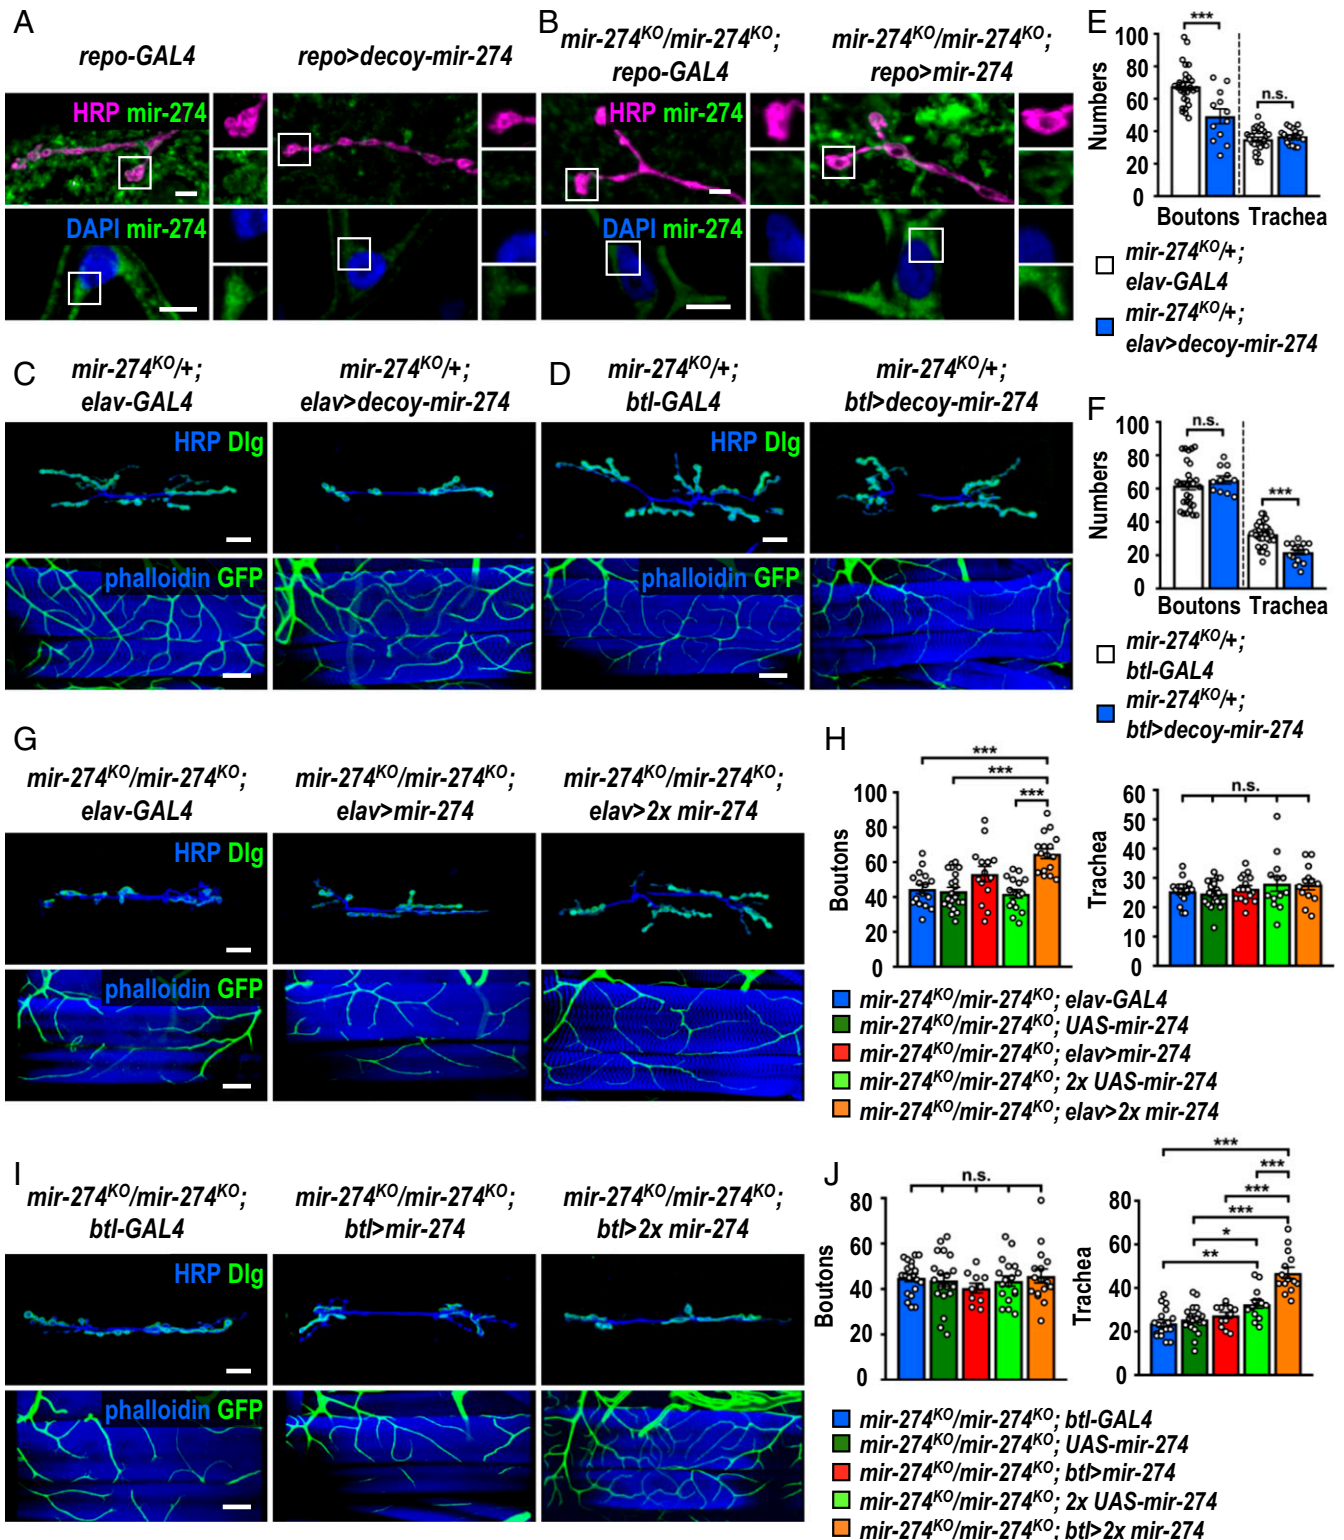 A
repo-GAL4
repo>decoy-mir-274
HRP mir-274
DAPI mir-274
B
mir-274KO/mir-274KO;
repo-GAL4
mir-274KO/mir-274KO;
repo>mir-274
HRP mir-274
DAPI mir-274
E
***
n.s.
100
80
60
40
20
0
Numbers
Boutons Trachea
mir-274KO/+;
elav-GAL4
mir-274KO/+;
elav>decoy-mir-274
C
mir-274KO/+;
elav-GAL4
mir-274KO/+;
elav>decoy-mir-274
HRP Dlg
phalloidin GFP
D
mir-274KO/+;
btl-GAL4
mir-274KO/+;
btl>decoy-mir-274
HRP Dlg
phalloidin GFP
F
n.s.
***
100
80
60
40
20
0
Numbers
Boutons Trachea
mir-274KO/+;
btl-GAL4
mir-274KO/+;
btl>decoy-mir-274
G
mir-274KO/mir-274KO;
elav-GAL4
mir-274KO/mir-274KO;
elav>mir-274
mir-274KO/mir-274KO;
elav>2x mir-274
HRP Dlg
phalloidin GFP
H
***
***
***
100
80
60
40
20
0
Boutons
n.s.
60
50
40
30
20
10
0
Trachea
mir-274KO/mir-274KO; elav-GAL4
mir-274KO/mir-274KO; UAS-mir-274
mir-274KO/mir-274KO; elav>mir-274
mir-274KO/mir-274KO; 2x UAS-mir-274
mir-274KO/mir-274KO; elav>2x mir-274
I
mir-274KO/mir-274KO;
btl-GAL4
mir-274KO/mir-274KO;
btl>mir-274
mir-274KO/mir-274KO;
btl>2x mir-274
HRP Dlg
phalloidin GFP
J
n.s.
80
60
40
20
0
Boutons
***
***
***
***
*
**
80
60
40
20
0
Trachea
mir-274KO/mir-274KO; btl-GAL4
mir-274KO/mir-274KO; UAS-mir-274
mir-274KO/mir-274KO; btl>mir-274
mir-274KO/mir-274KO; 2x UAS-mir-274
mir-274KO/mir-274KO; btl>2x mir-274